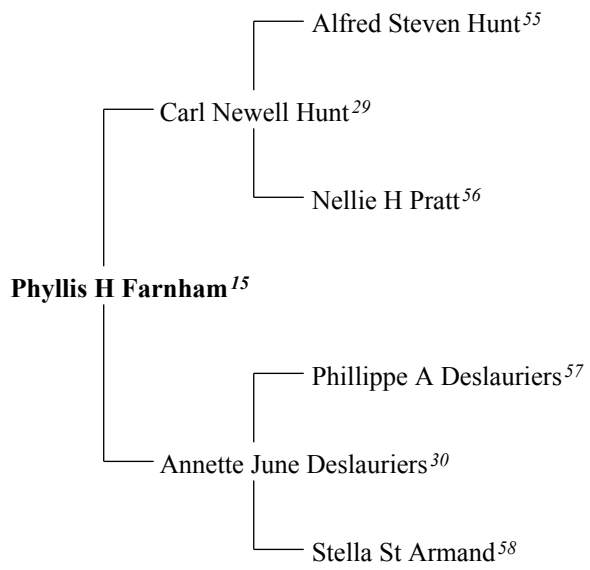 Alfred Steven Hunt55
Carl Newell Hunt29
Nellie H Pratt56
Phyllis H Farnham15
Phillippe A Deslauriers57
Annette June Deslauriers30
Stella St Armand58